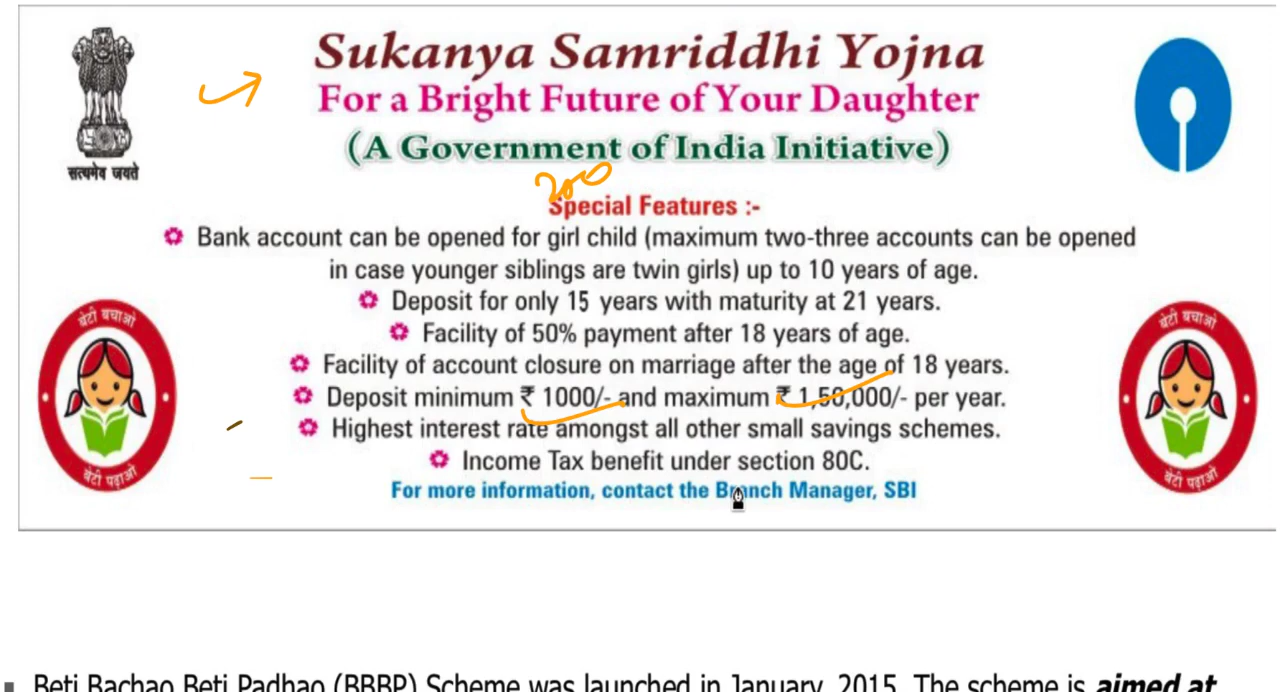 Sukanya Samriddhi Yojna
For a Bright Future of Your Daughter
(A Government of India Initiative)
सत्यमेव जयते
200
Special Features :-
Bank account can be opened for girl child (maximum two-three accounts can be opened
in case younger siblings are twin girls) up to 10 years of age.
Deposit for only 15 years with maturity at 21 years.
Facility of 50% payment after 18 years of age.
Facility of account closure on marriage after the age of 18 years.
Deposit minimum ₹ 1000/- and maximum ₹ 1,50,000/- per year.
Highest interest rate amongst all other small savings schemes.
Income Tax benefit under section 80C.
For more information, contact the Branch Manager, SBI
बेटी बचाओ
बेटी पढ़ाओ
बेटी बचाओ
बेटी पढ़ाओ
Beti Bachao Beti Padhao (BBBP) Scheme was launched in January, 2015. The scheme is aimed at